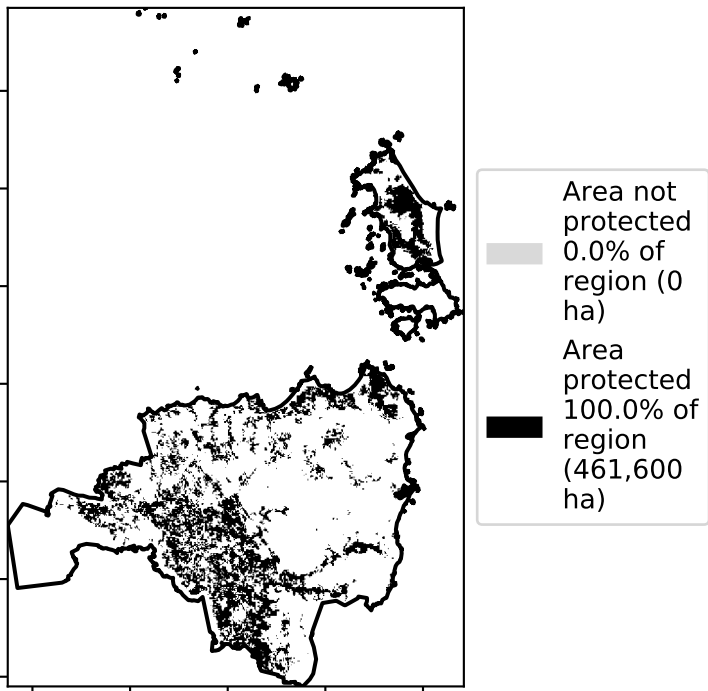 Area not
protected
0.0% of
region (0
ha)
Area
protected
100.0% of
region
(461,600
ha)